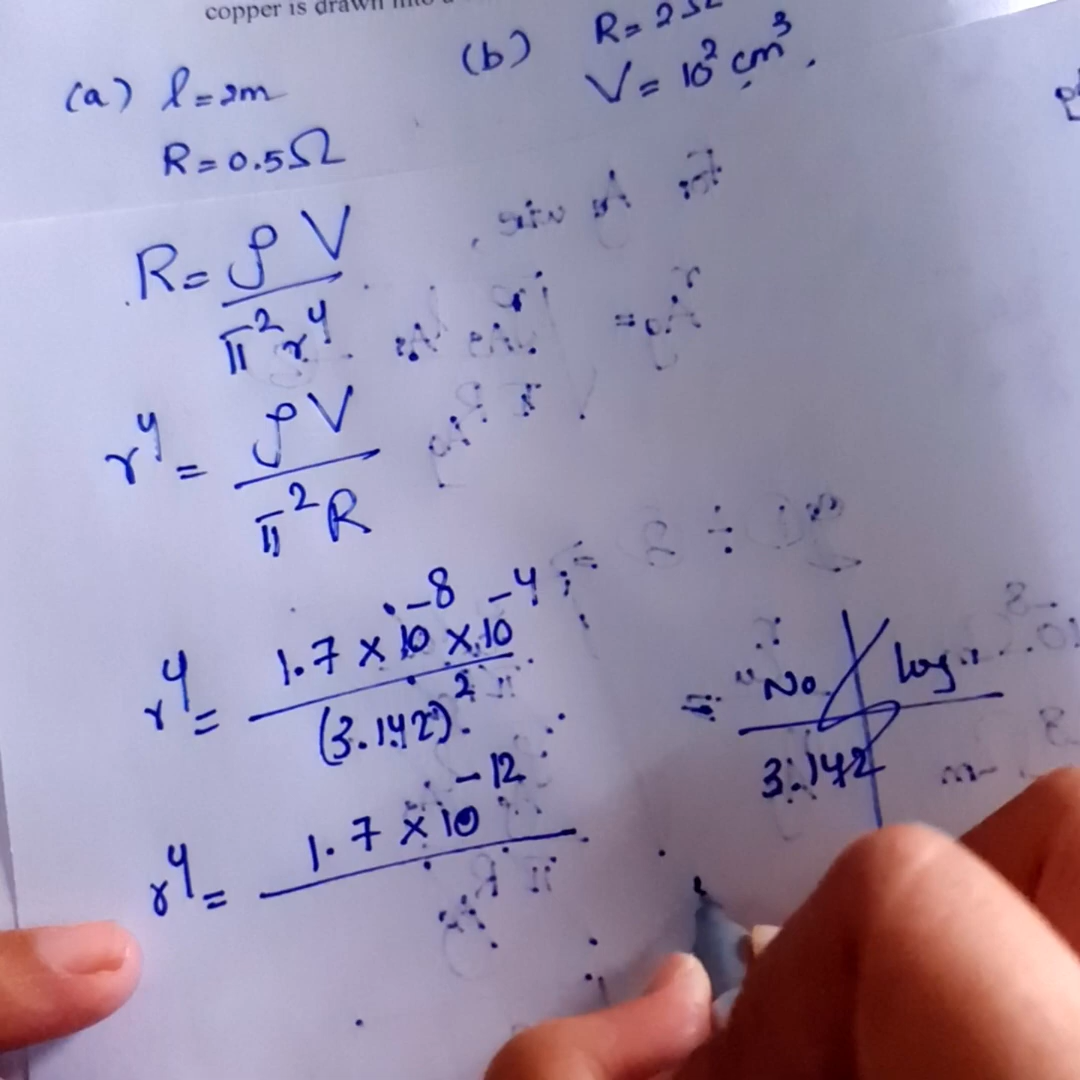 copper is drawn into a
(a) l=2m
R=0.5Ω
(b) R=2Ω
V=10² cm³.
R= ρV
π²r⁴
r⁴= ρV
π²R
r⁴= 1.7×10⁻⁸×10⁻⁴
(3.142)²
r⁴= 1.7×10⁻¹²
= No log
3.142